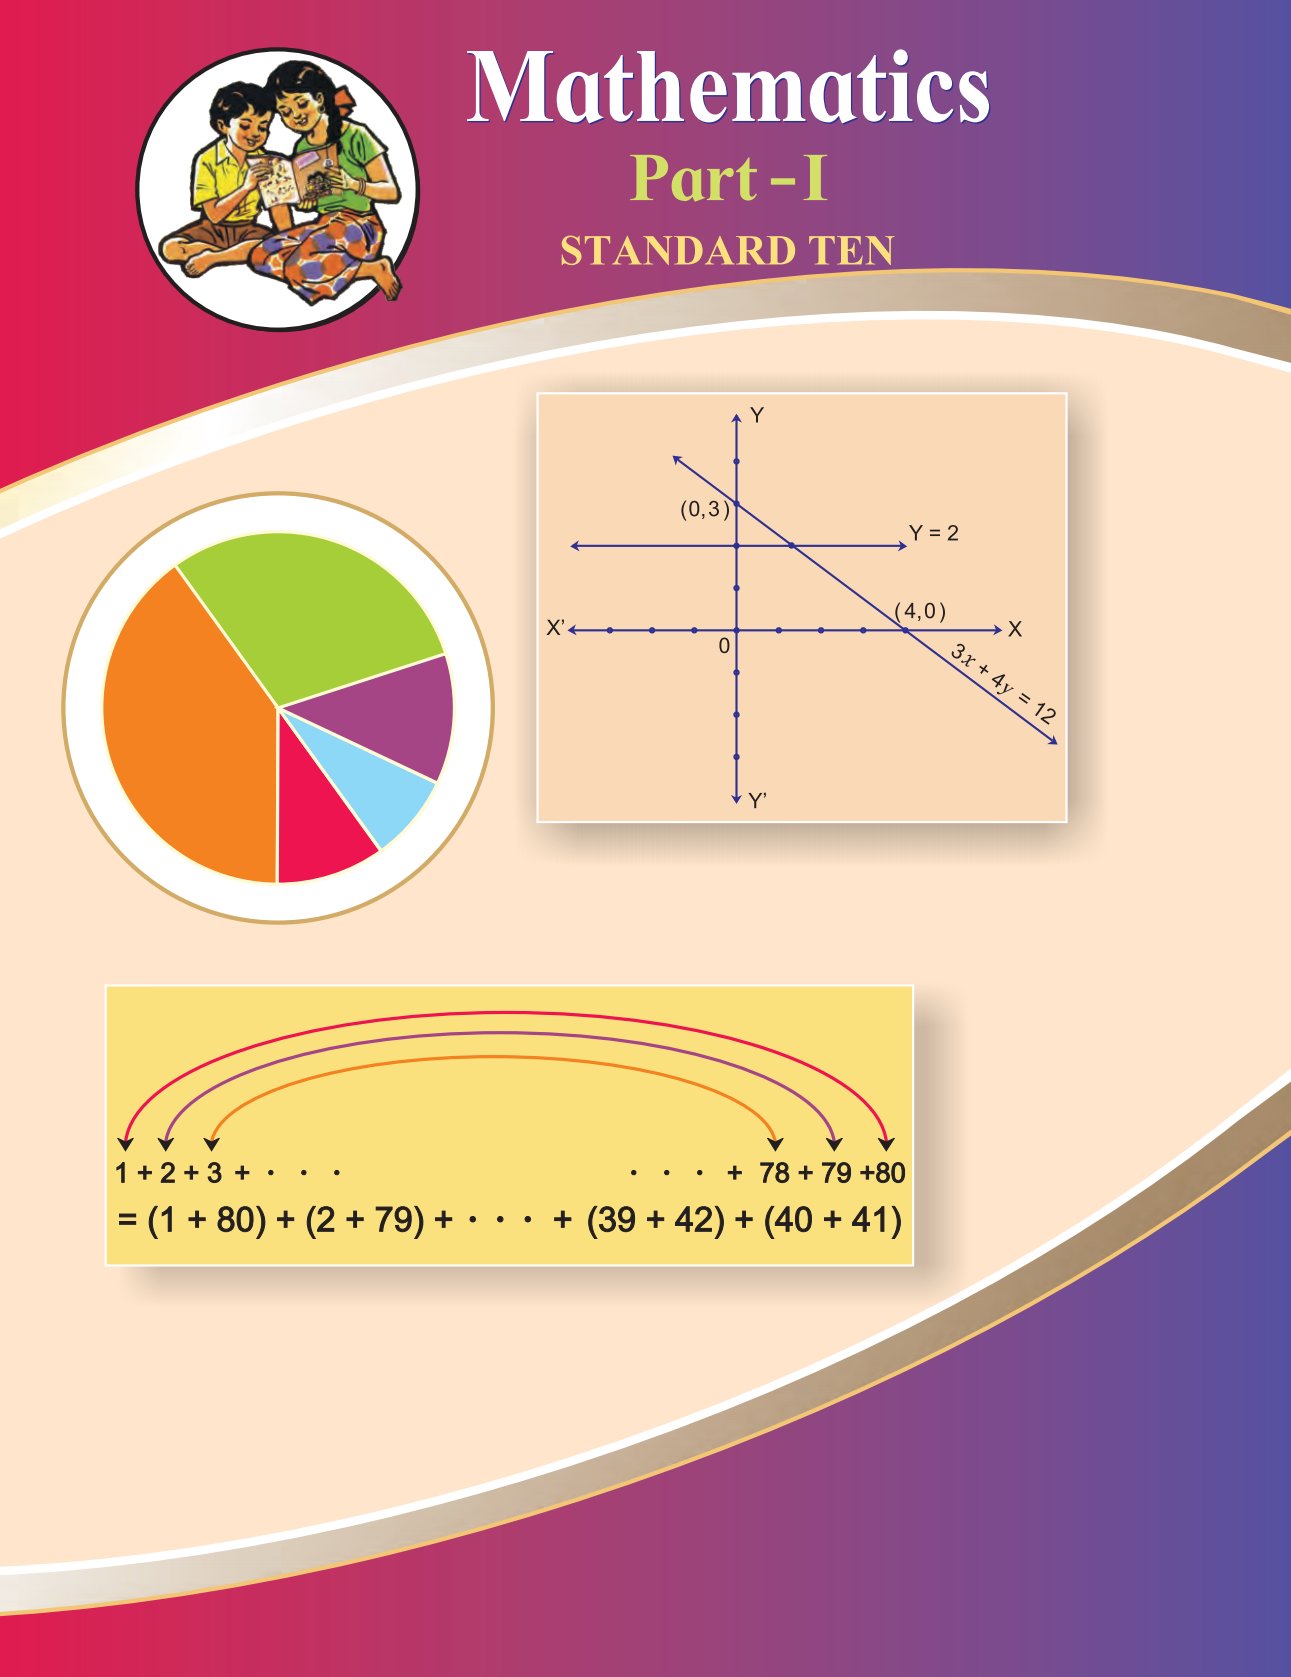 Mathematics
Part - I
STANDARD TEN
Y
(0,3)
Y = 2
(4,0)
X'
X
0
3x + 4y = 12
Y'
1 + 2 + 3 + · · · · · · + 78 + 79 +80
= (1 + 80) + (2 + 79) + · · · + (39 + 42) + (40 + 41)